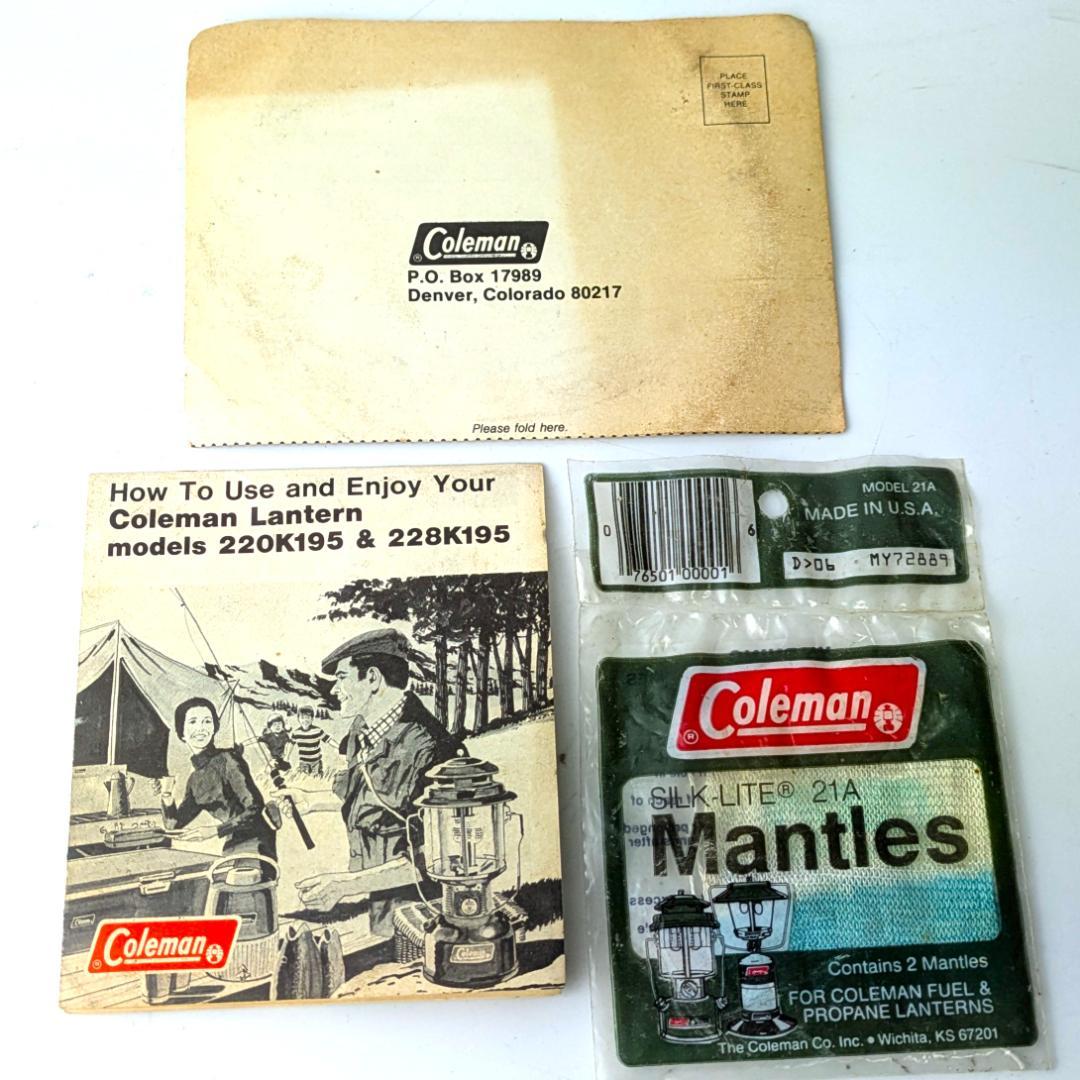 PLACE
FIRST-CLASS
STAMP
HERE
Coleman ®
P.O. Box 17989
Denver, Colorado 80217
Please fold here.
How To Use and Enjoy Your
Coleman Lantern
models 220K195 & 228K195
Coleman ®
0 76501 00001 6
MODEL 21A
MADE IN U.S.A.
D>06 MY72889
Coleman ®
SILK-LITE® 21A
Mantles
Contains 2 Mantles
FOR COLEMAN FUEL &
PROPANE LANTERNS
The Coleman Co. Inc. • Wichita, KS 67201